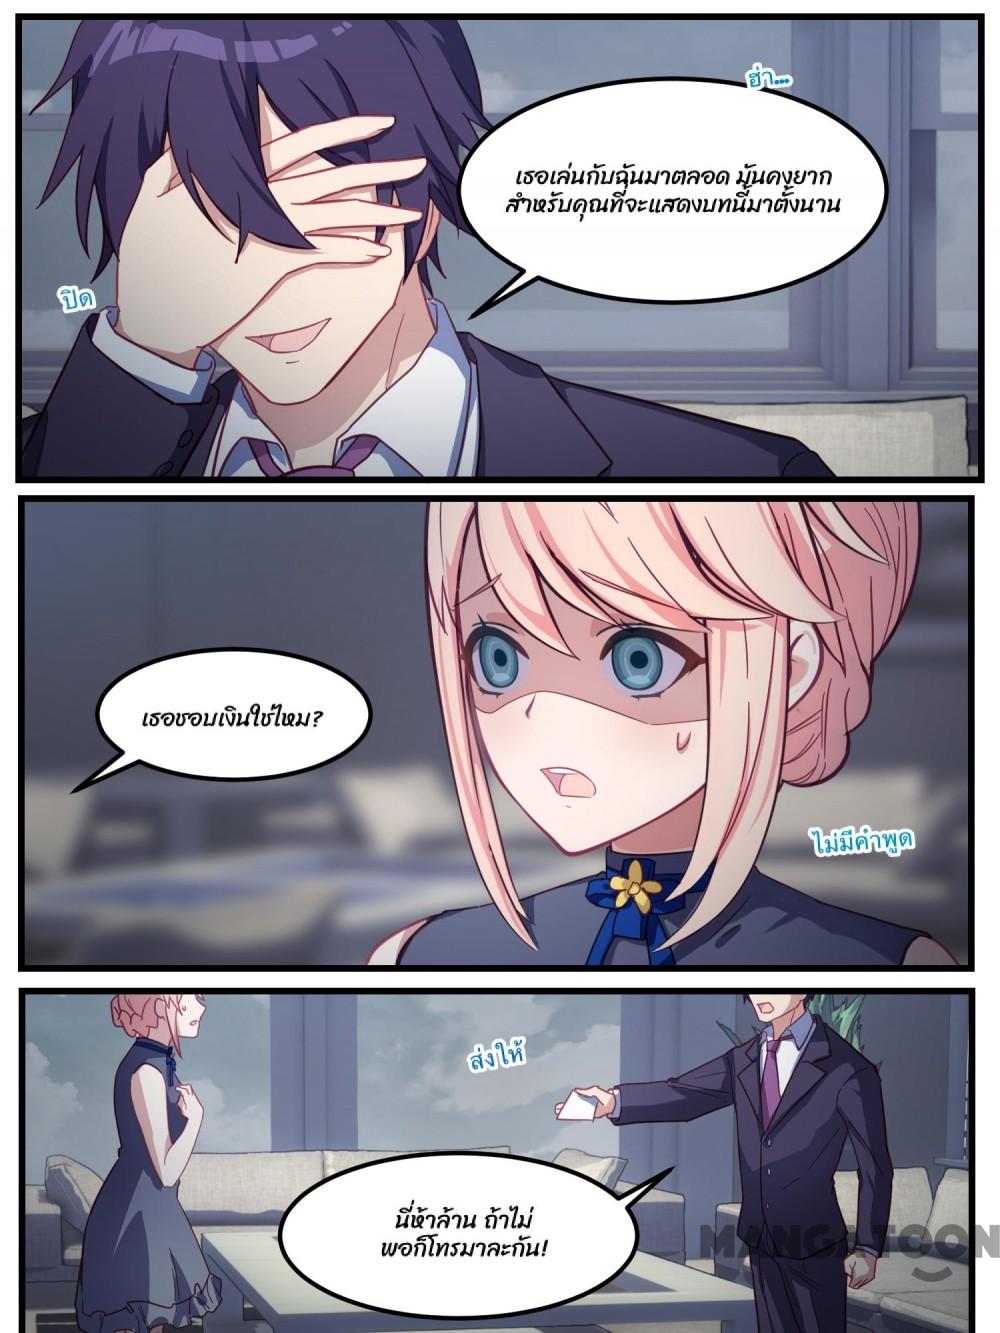 ฮ่า...
เธอเล่นกับฉันมาตลอด มันคงยาก
สำหรับคุณที่จะแสดงบทนี้มาตั้งนาน
ปิด
เธอชอบเงินใช่ไหม?
ไม่มีคำพูด
ส่งให้
นี่ห้าล้าน ถ้าไม่
พอก็โทรมาละกัน!
MANGATOON